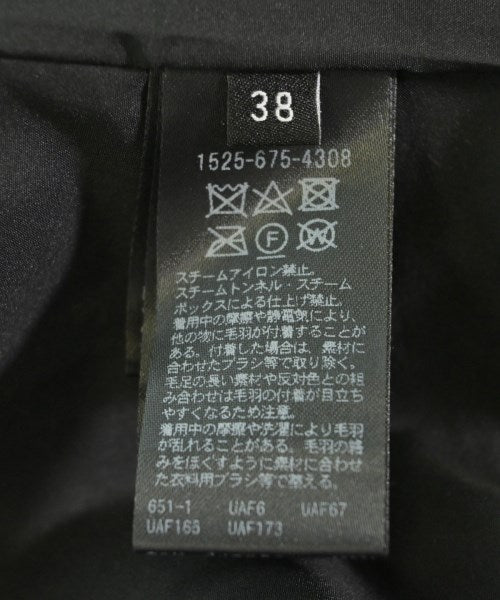 38
1525-675-4308
F
W
スチームアイロン禁止。
スチームトンネル・スチーム
ボックスによる仕上げ禁止。
着用中の摩擦や静電気により、
他の物に毛羽が付着することが
ある。付着した場合は、素材に
合わせたブラシ等で取り除く。
毛足の長い素材や反対色との組
み合わせは毛羽の付着が目立ち
やすくなるため注意。
着用中の摩擦や洗濯により毛羽
が乱れることがある。毛羽の絡
みをほぐすように素材に合わせ
た衣料用ブラシ等で整える。
651-1 UAF6 UAF67
UAF165 UAF173